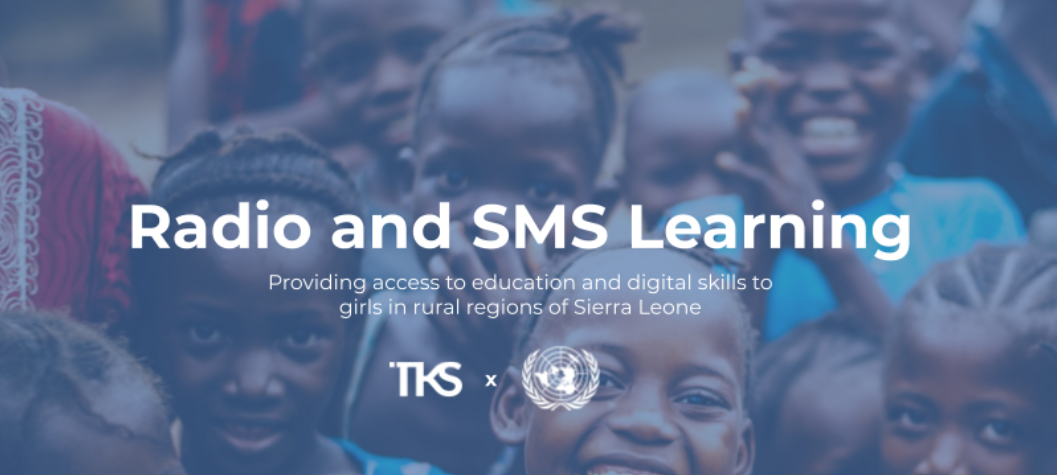 Radio and SMS Learning
Providing access to education and digital skills to
girls in rural regions of Sierra Leone
TKS x